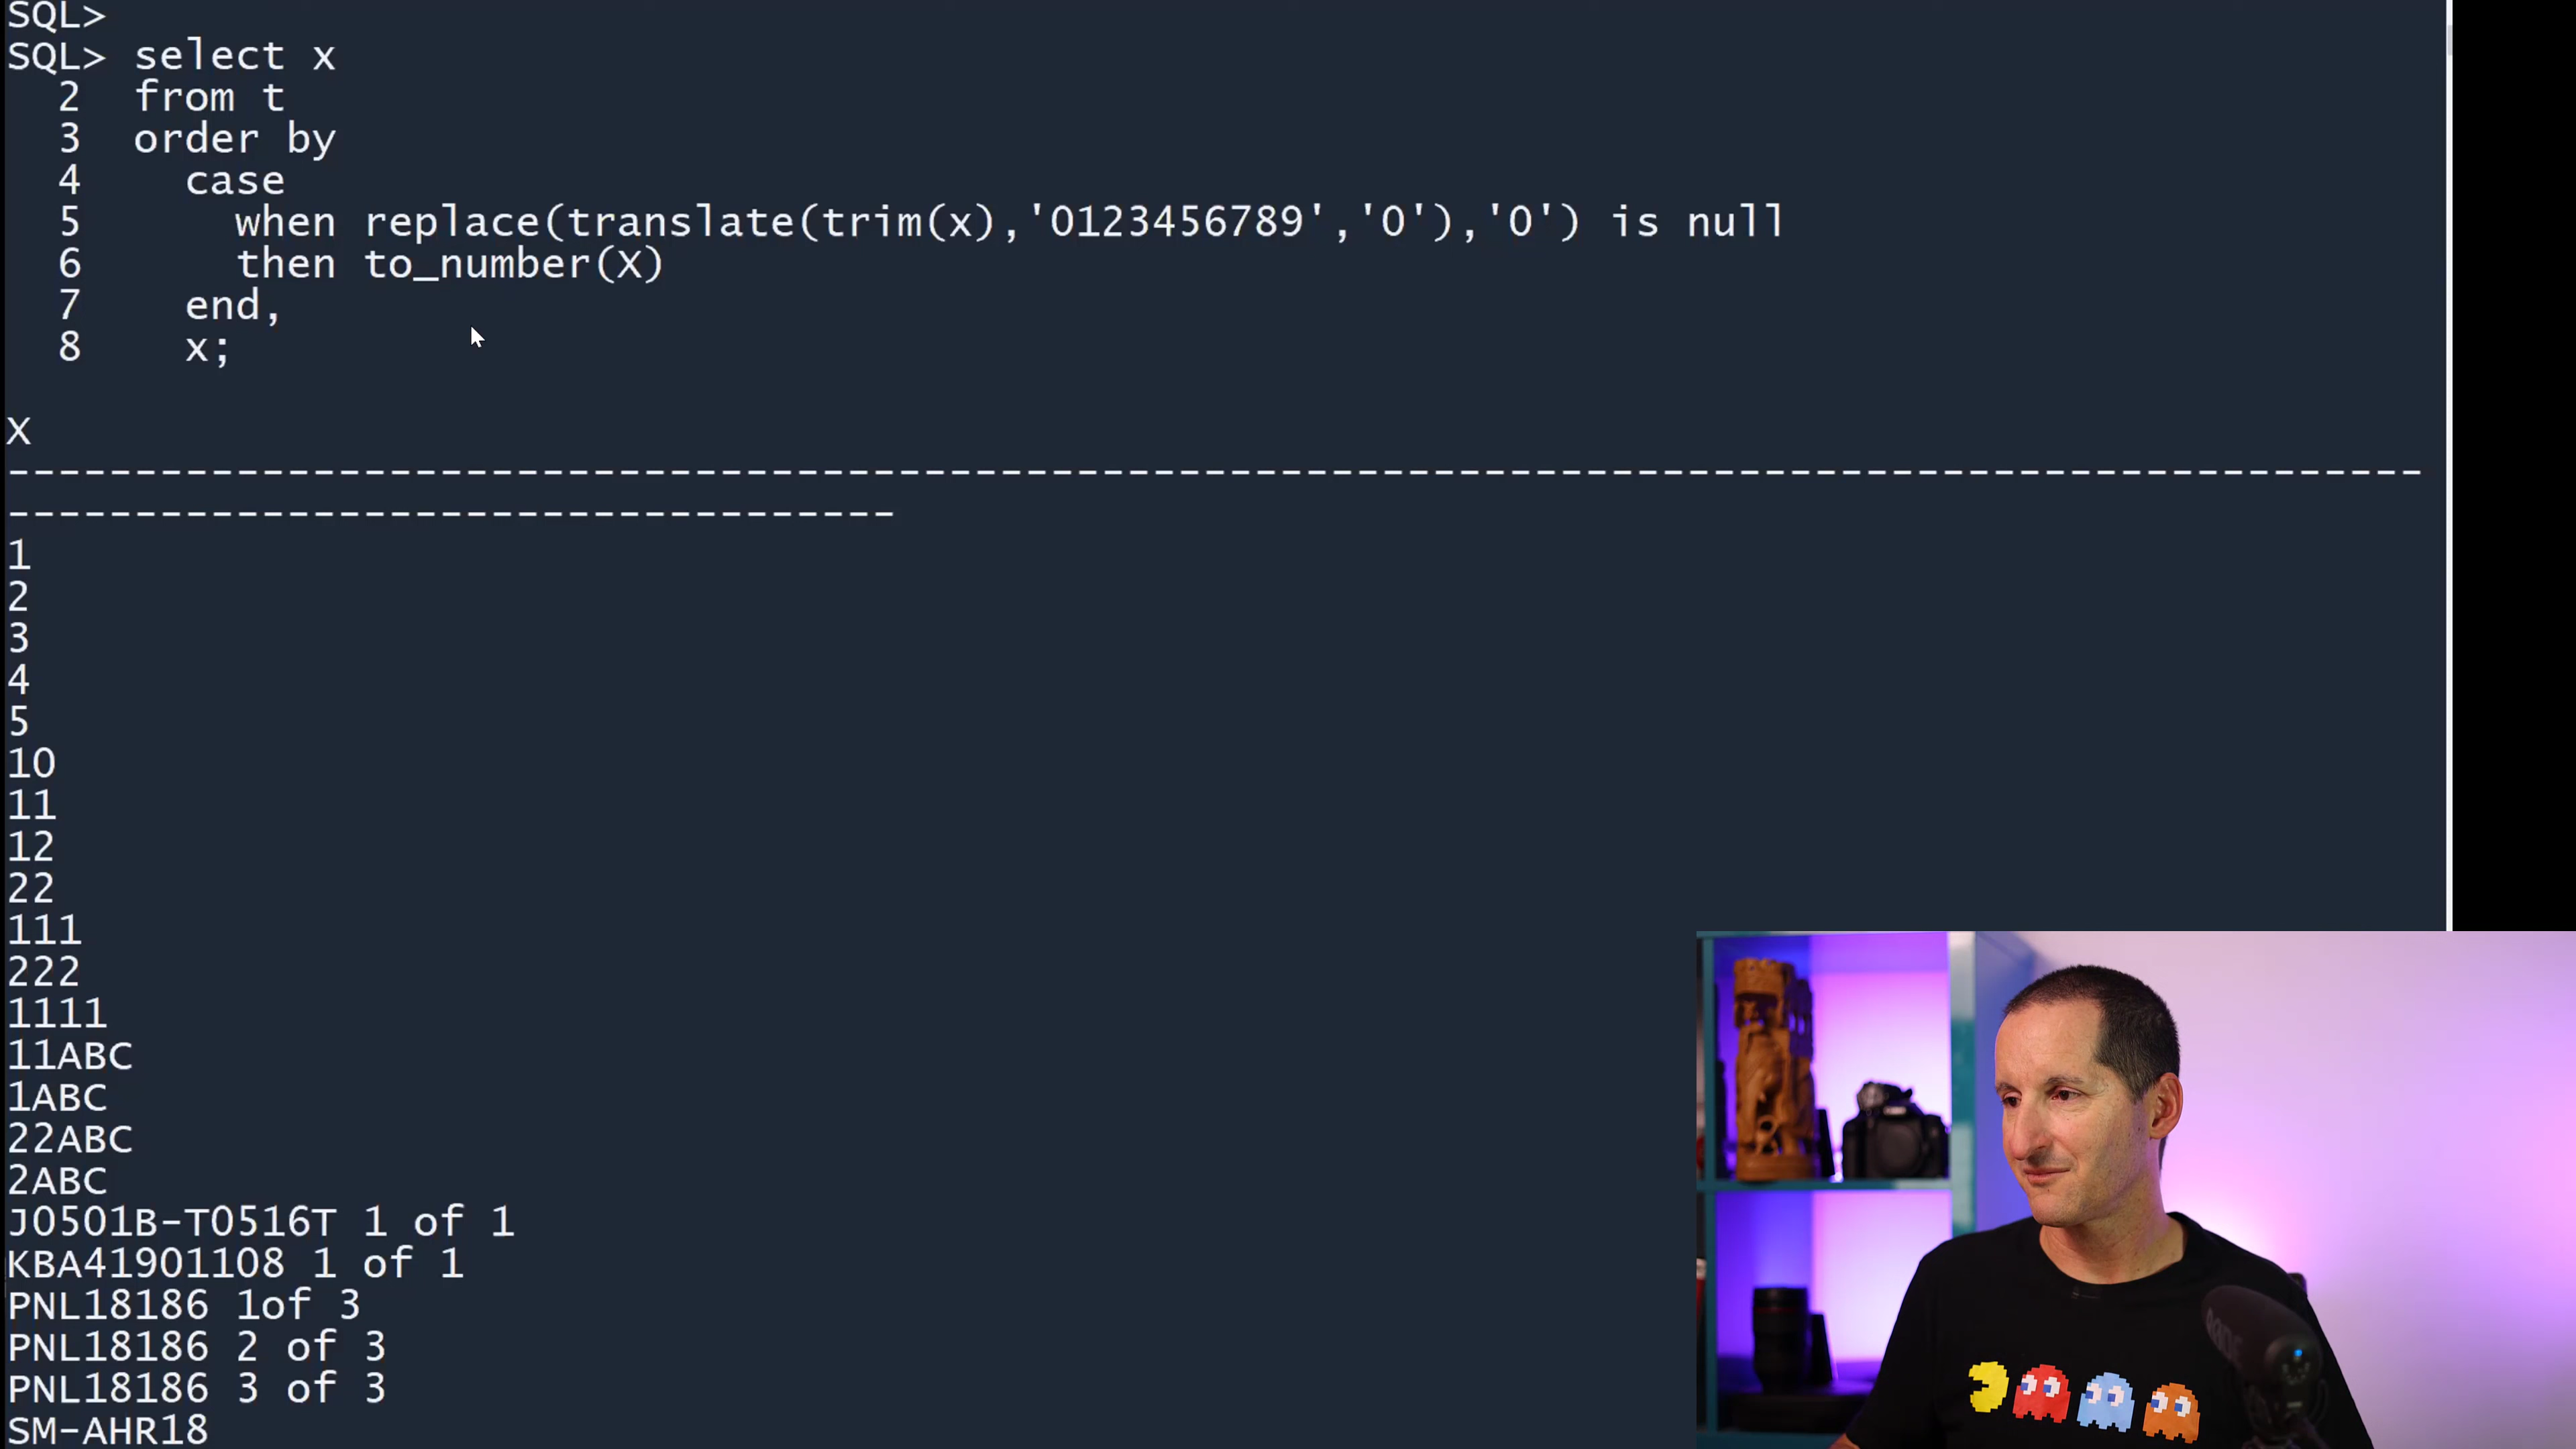 SQL>
SQL> select x
2 from t
3 order by
4 case
5 when replace(translate(trim(x),'0123456789','0'),'0') is null
6 then to_number(X)
7 end,
8 x;
X
------------------------------------------------------------------------------------------------
-----------------------------------
1
2
3
4
5
10
11
12
22
111
222
1111
11ABC
1ABC
22ABC
2ABC
J0501B-T0516T 1 of 1
KBA41901108 1 of 1
PNL18186 1of 3
PNL18186 2 of 3
PNL18186 3 of 3
SM-AHR18